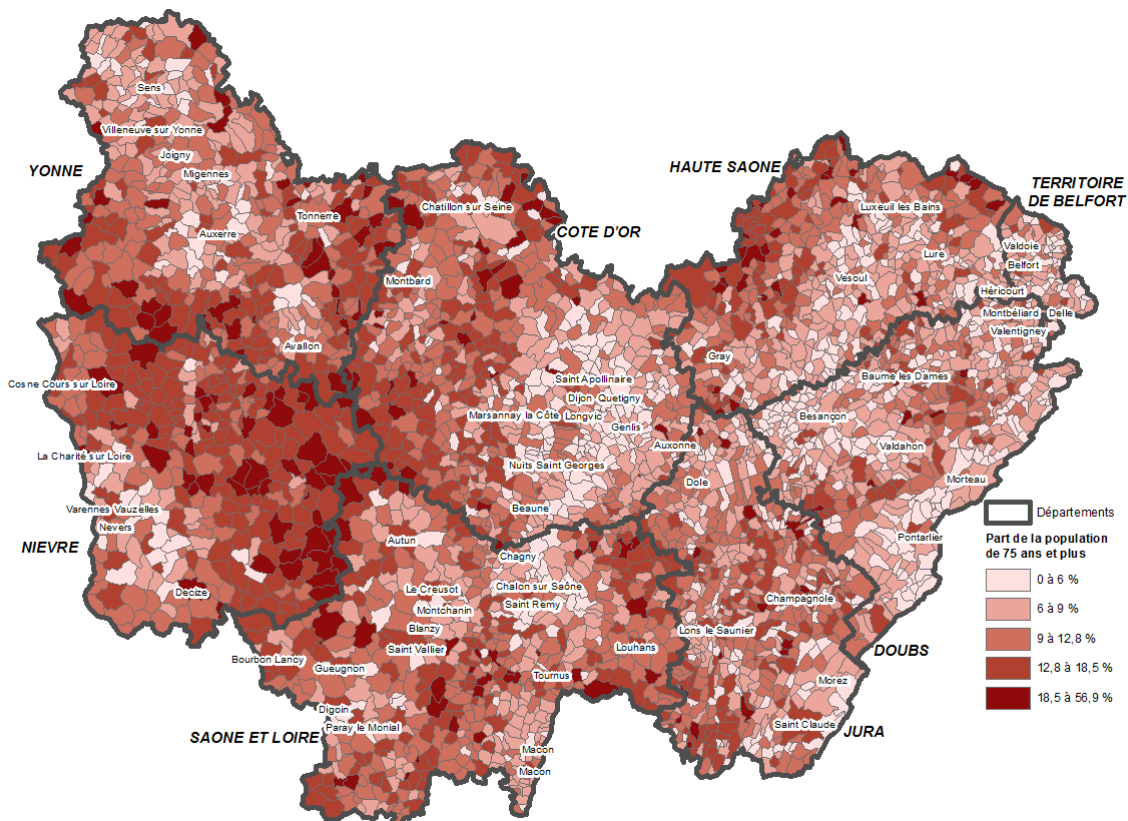 Sens
Villeneuve sur Yonne
Joigny
YONNE
Migennes
HAUTE SAONE
TERRITOIRE
DE BELFORT
Tonnerre
Chatillon sur Seine
Luxeuil les Bains
Auxerre
COTE D'OR
Valdoie
Lure
Belfort
Montbard
Vesoul
Héricourt
Montbéliard
Delle
Valentigney
Avallon
Gray
Cosne Cours sur Loire
Saint Apollinaire
Baume les Dames
Dijon
Quetigny
Marsannay la Côte
Longvic
Besançon
Genlis
La Charité sur Loire
Auxonne
Valdahon
Nuits Saint Georges
Dole
Morteau
Varennes Vauzelles
Beaune
Nevers
Autun
Pontarlier
NIEVRE
Chagny
Decize
Le Creusot
Chalon sur Saône
Champagnole
Montchanin
Saint Remy
Blanzy
Lons le Saunier
Saint Vallier
Louhans
DOUBS
Bourbon Lancy
Gueugnon
Tournus
Morez
Digoin
Saint Claude
Paray le Monial
SAONE ET LOIRE
JURA
Macon
Macon
Départements
Part de la population
de 75 ans et plus
0 à 6 %
6 à 9 %
9 à 12,8 %
12,8 à 18,5 %
18,5 à 56,9 %